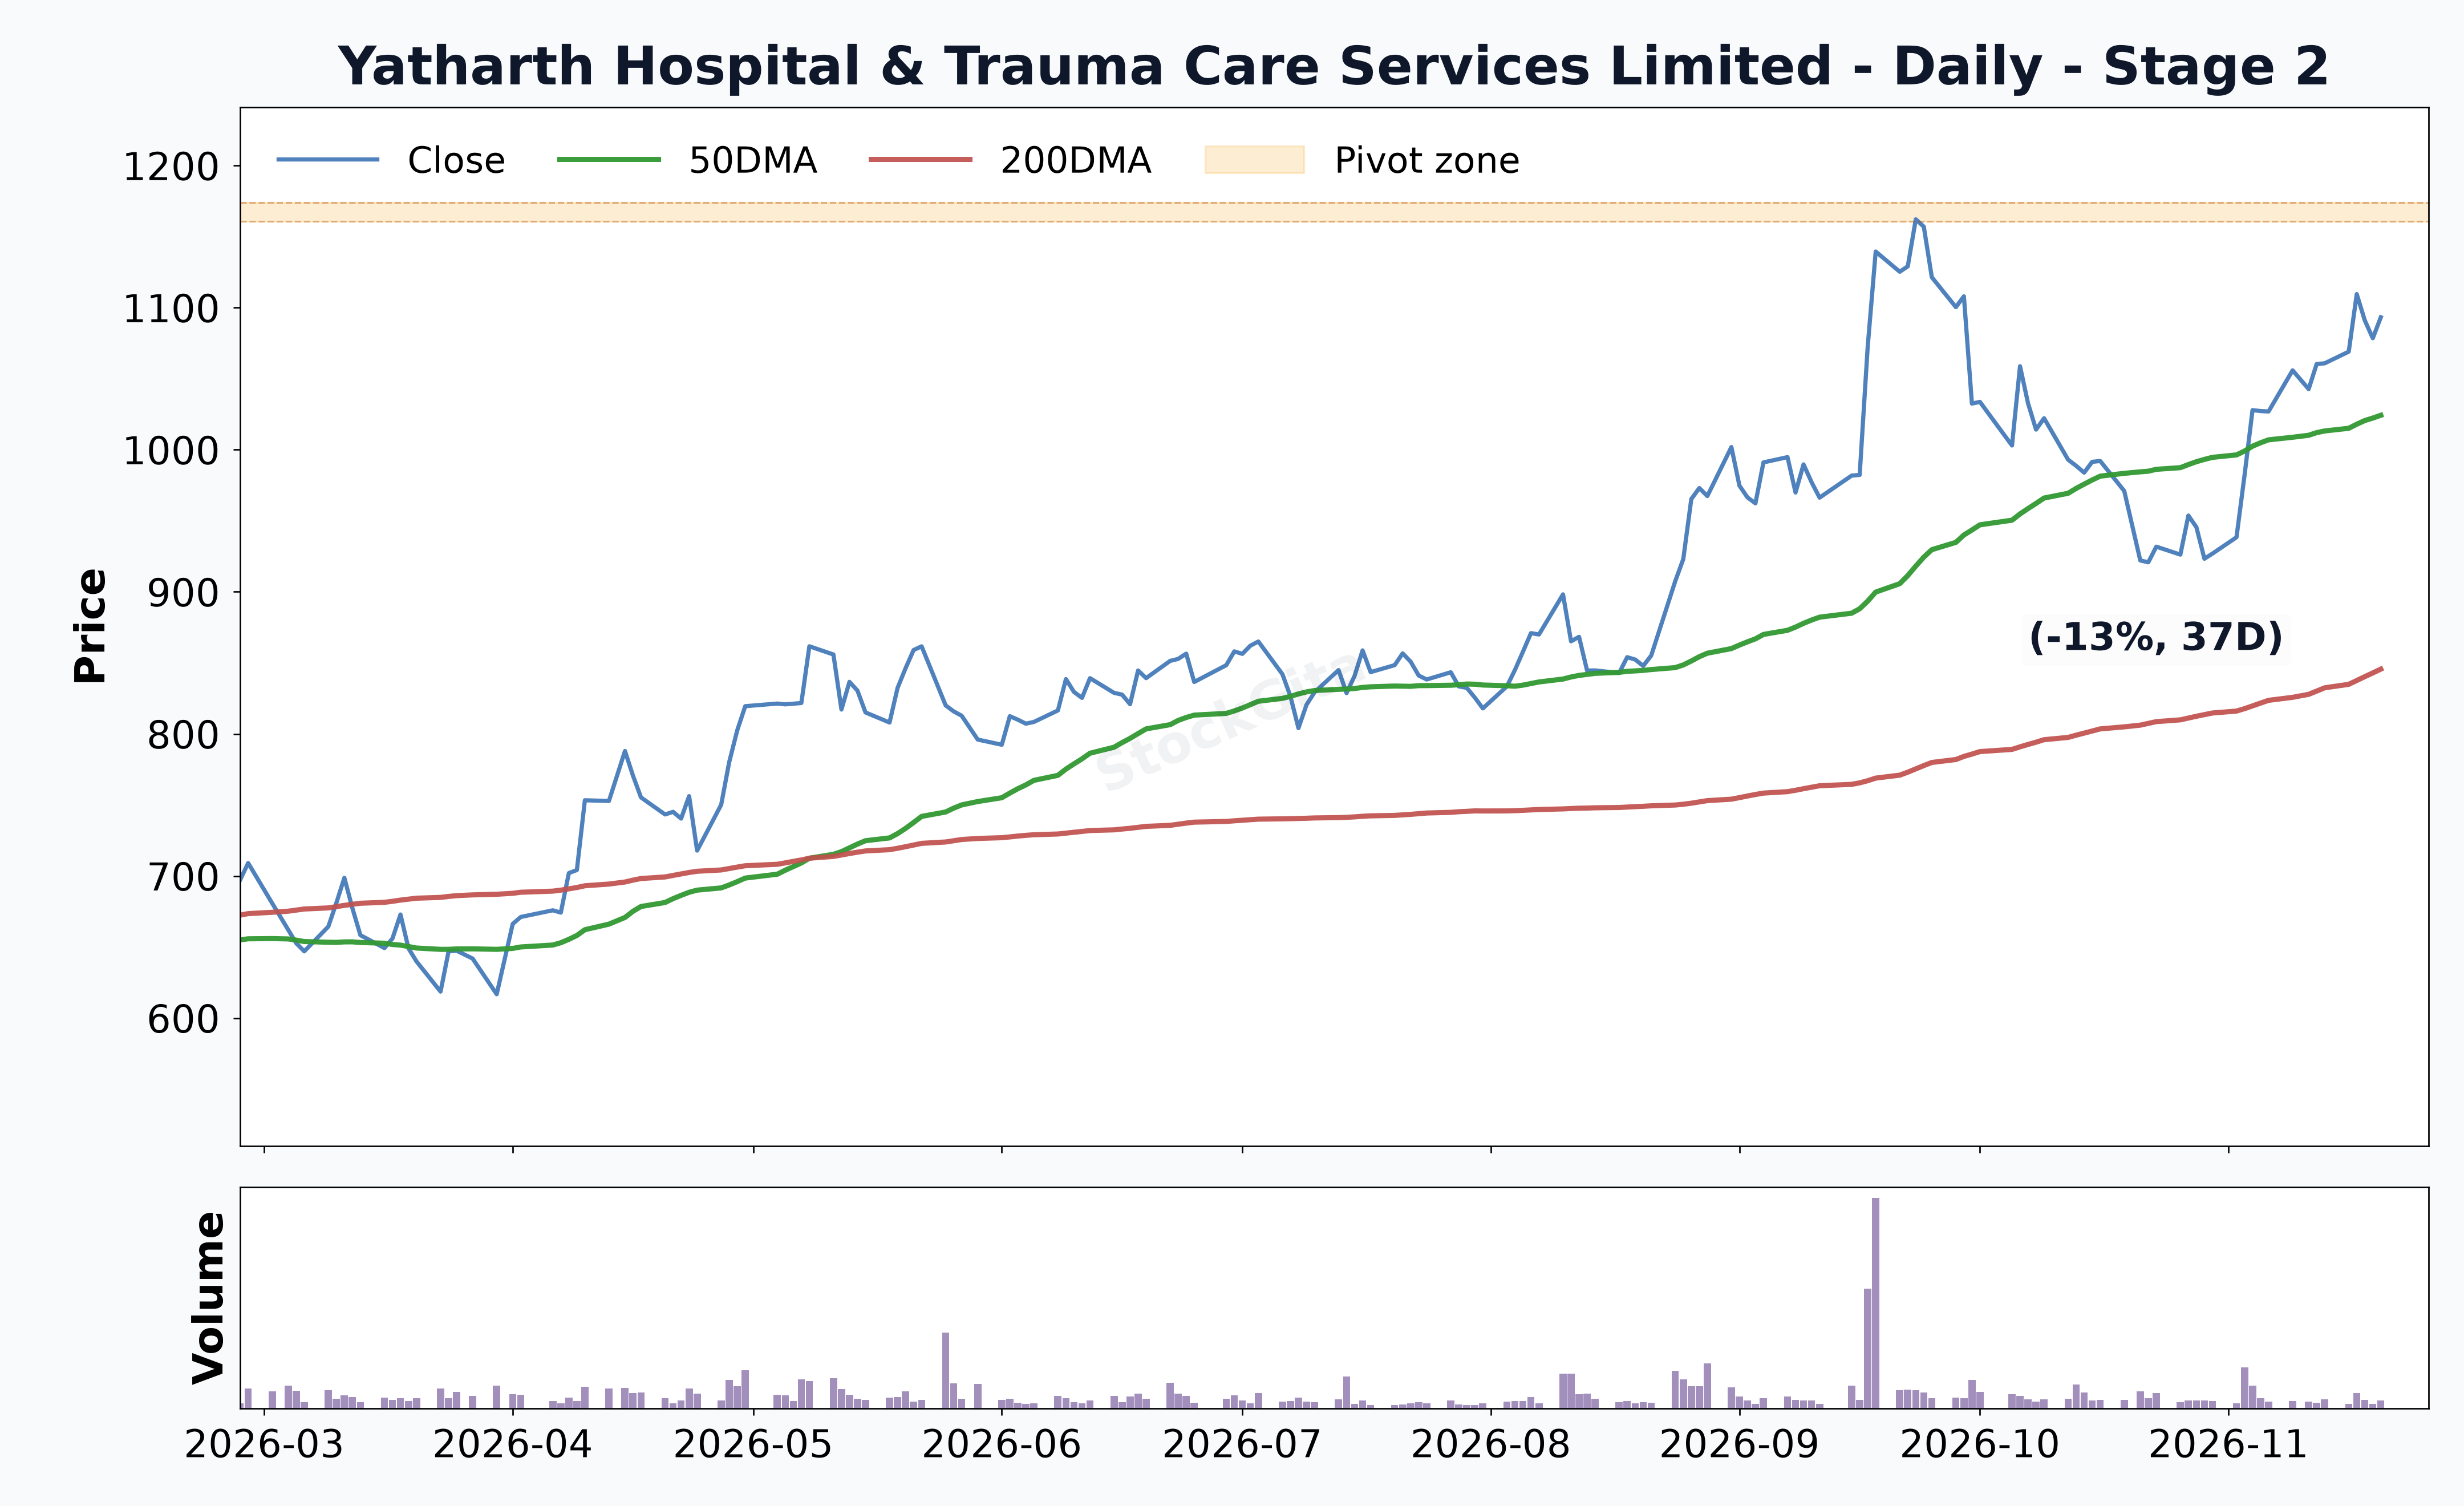 Yatharth Hospital & Trauma Care Services Limited - Daily - Stage 2
Close 50DMA 200DMA Pivot zone
1200
1100
1000
900
800
700
600
Price
(-13%, 37D)
StockGita
Volume
2026-03 2026-04 2026-05 2026-06 2026-07 2026-08 2026-09 2026-10 2026-11